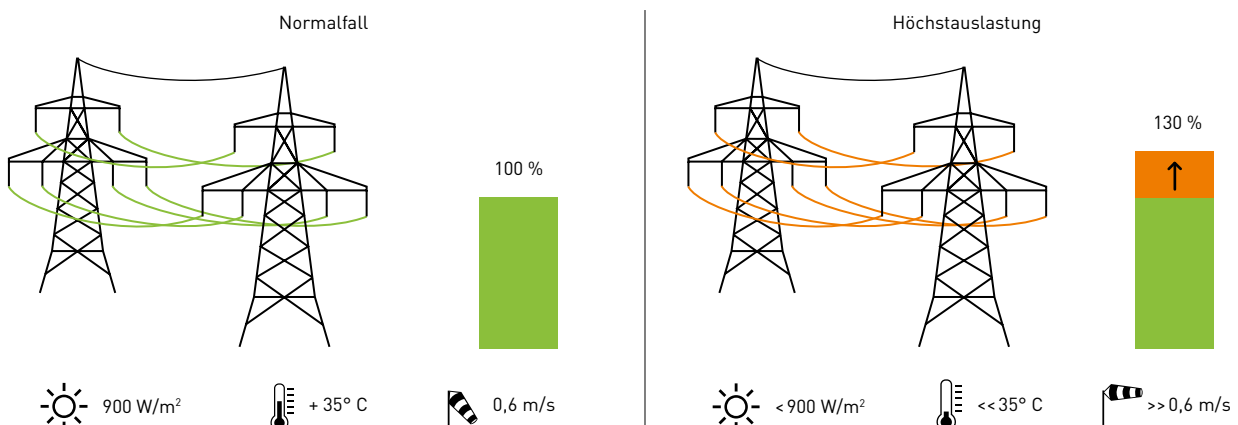 Normalfall
100 %
900 W/m²
+ 35° C
0,6 m/s
Höchstauslastung
130 %
<900 W/m²
<<35° C
>>0,6 m/s